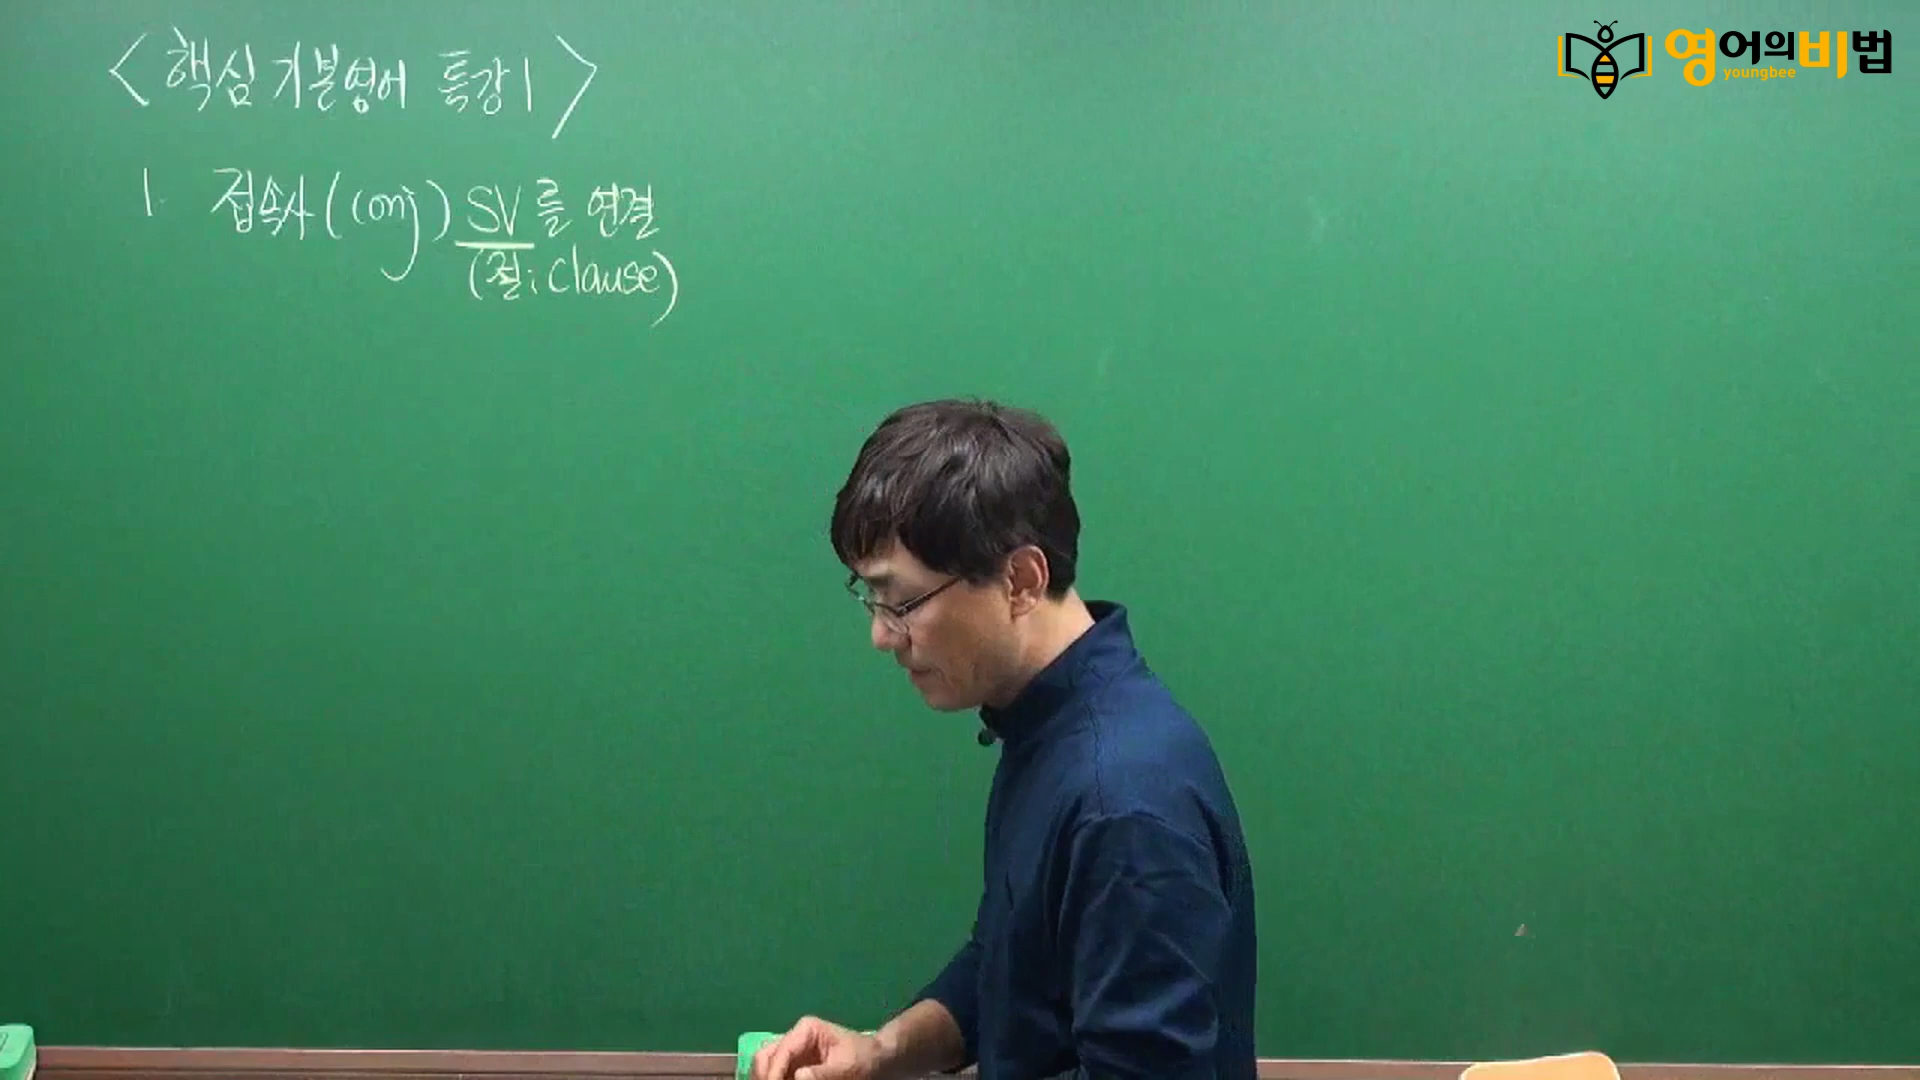 <핵심 기본영어 특강 1>
1. 접속사 (conj) SV를 연결
(절; Clause)
영어의비법
youngbee